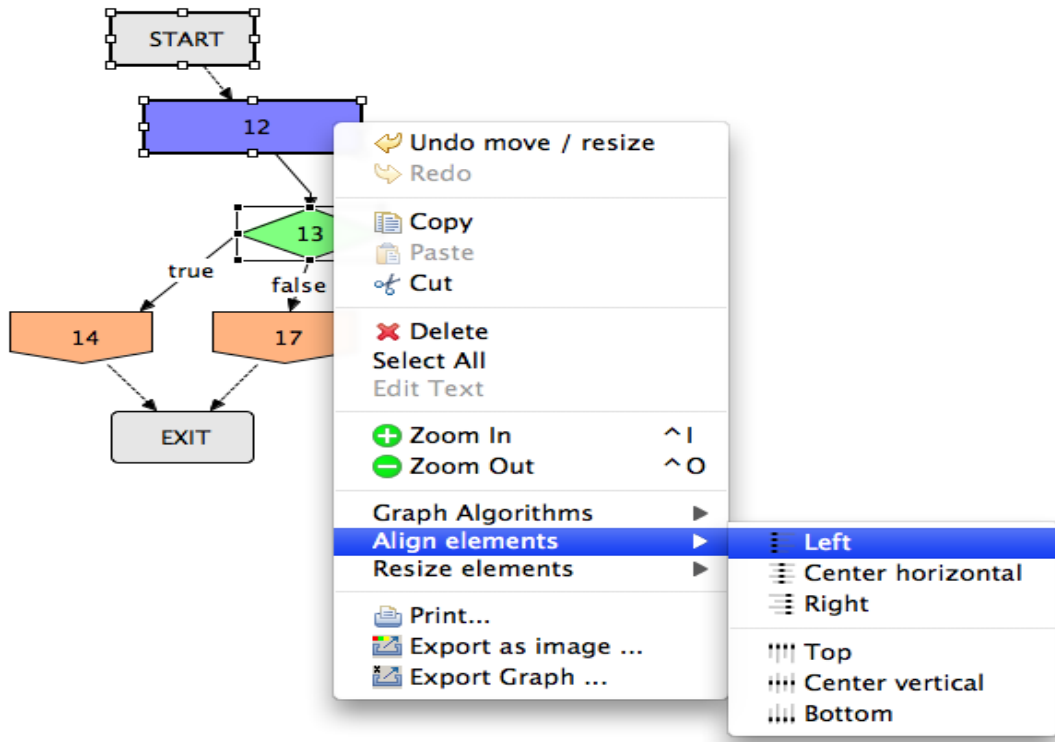 START
12
13
true
false
14
17
EXIT
Undo move / resize
Redo
Copy
Paste
Cut
Delete
Select All
Edit Text
Zoom In ^I
Zoom Out ^O
Graph Algorithms
Align elements
Resize elements
Print...
Export as image ...
Export Graph ...
Left
Center horizontal
Right
Top
Center vertical
Bottom